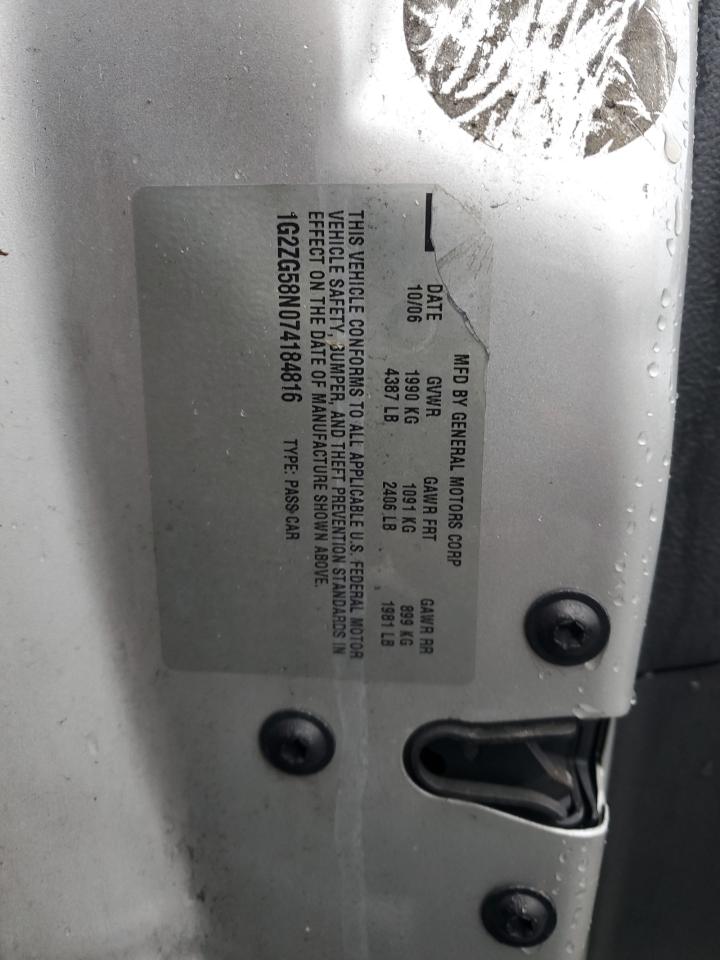 MFD BY GENERAL MOTORS CORP
DATE GVWR GAWR FRT GAWR RR
10/06 1990 KG 1091 KG 899 KG
4387 LB 2406 LB 1981 LB
THIS VEHICLE CONFORMS TO ALL APPLICABLE U.S. FEDERAL MOTOR
VEHICLE SAFETY, BUMPER, AND THEFT PREVENTION STANDARDS IN
EFFECT ON THE DATE OF MANUFACTURE SHOWN ABOVE.
1G2ZG58N074184816 TYPE: PASS CAR